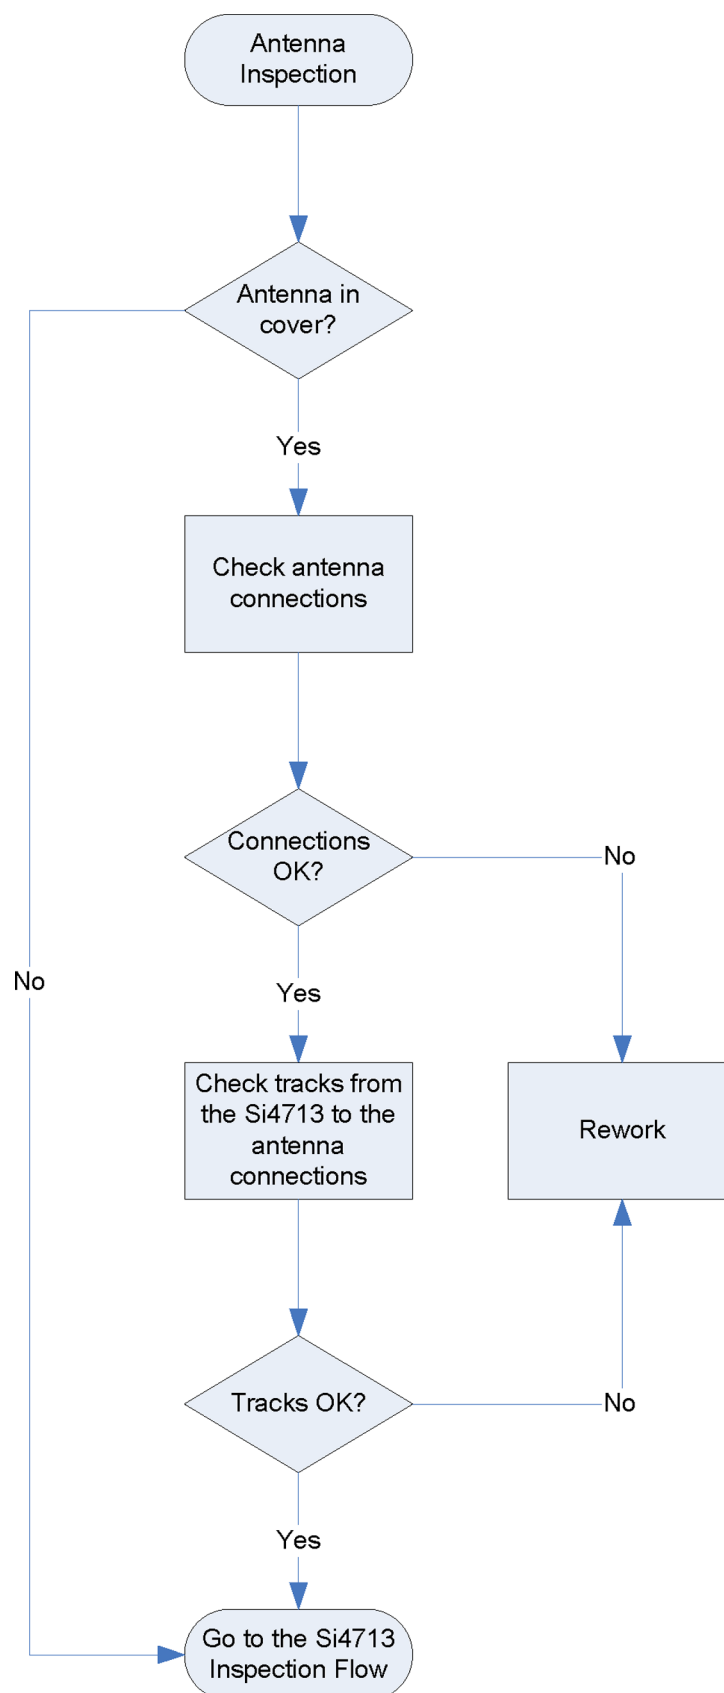 Antenna
Inspection
Antenna in
cover?
Yes
Check antenna
connections
Connections
OK?
No
No
Yes
Check tracks from
the Si4713 to the
antenna
connections
Rework
Tracks OK?
No
Yes
Go to the Si4713
Inspection Flow